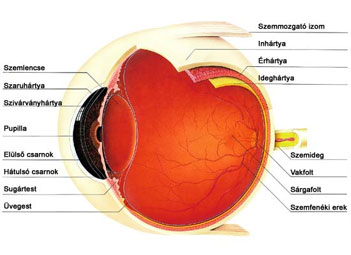 Szemmozgató izom
Inhártya
Érhártya
Ideghártya
Szemlencse
Szaruhártya
Szivárványhártya
Pupilla
Elülső csarnok
Hátulsó csarnok
Sugártest
Üvegest
Szemideg
Vakfolt
Sárgafolt
Szemfenéki erek